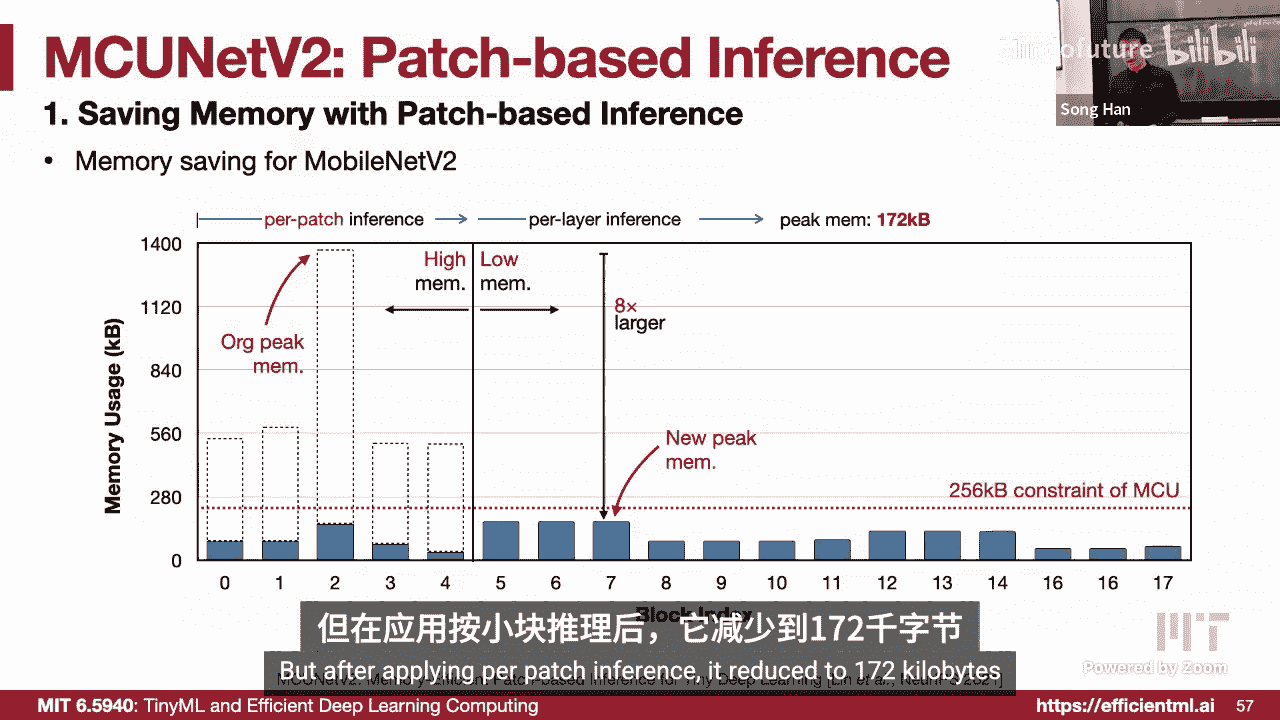 MCUNetV2: Patch-based Inference
bilibili
Song Han
1. Saving Memory with Patch-based Inference
• Memory saving for MobileNetV2
per-patch inference
per-layer inference
peak mem: 172kB
Memory Usage (kB)
1400
1120
840
560
280
0
High mem.
Low mem.
Org peak
mem.
8×
larger
New peak
mem.
256kB constraint of MCU
0 1 2 3 4 5 6 7 8 9 10 11 12 13 14 16 16 17
Block Index
但在应用按小块推理后，它减少到172千字节
But after applying per patch inference, it reduced to 172 kilobytes
MIT
Powered by Zoom
MIT 6.5940: TinyML and Efficient Deep Learning Computing
https://efficientml.ai
57